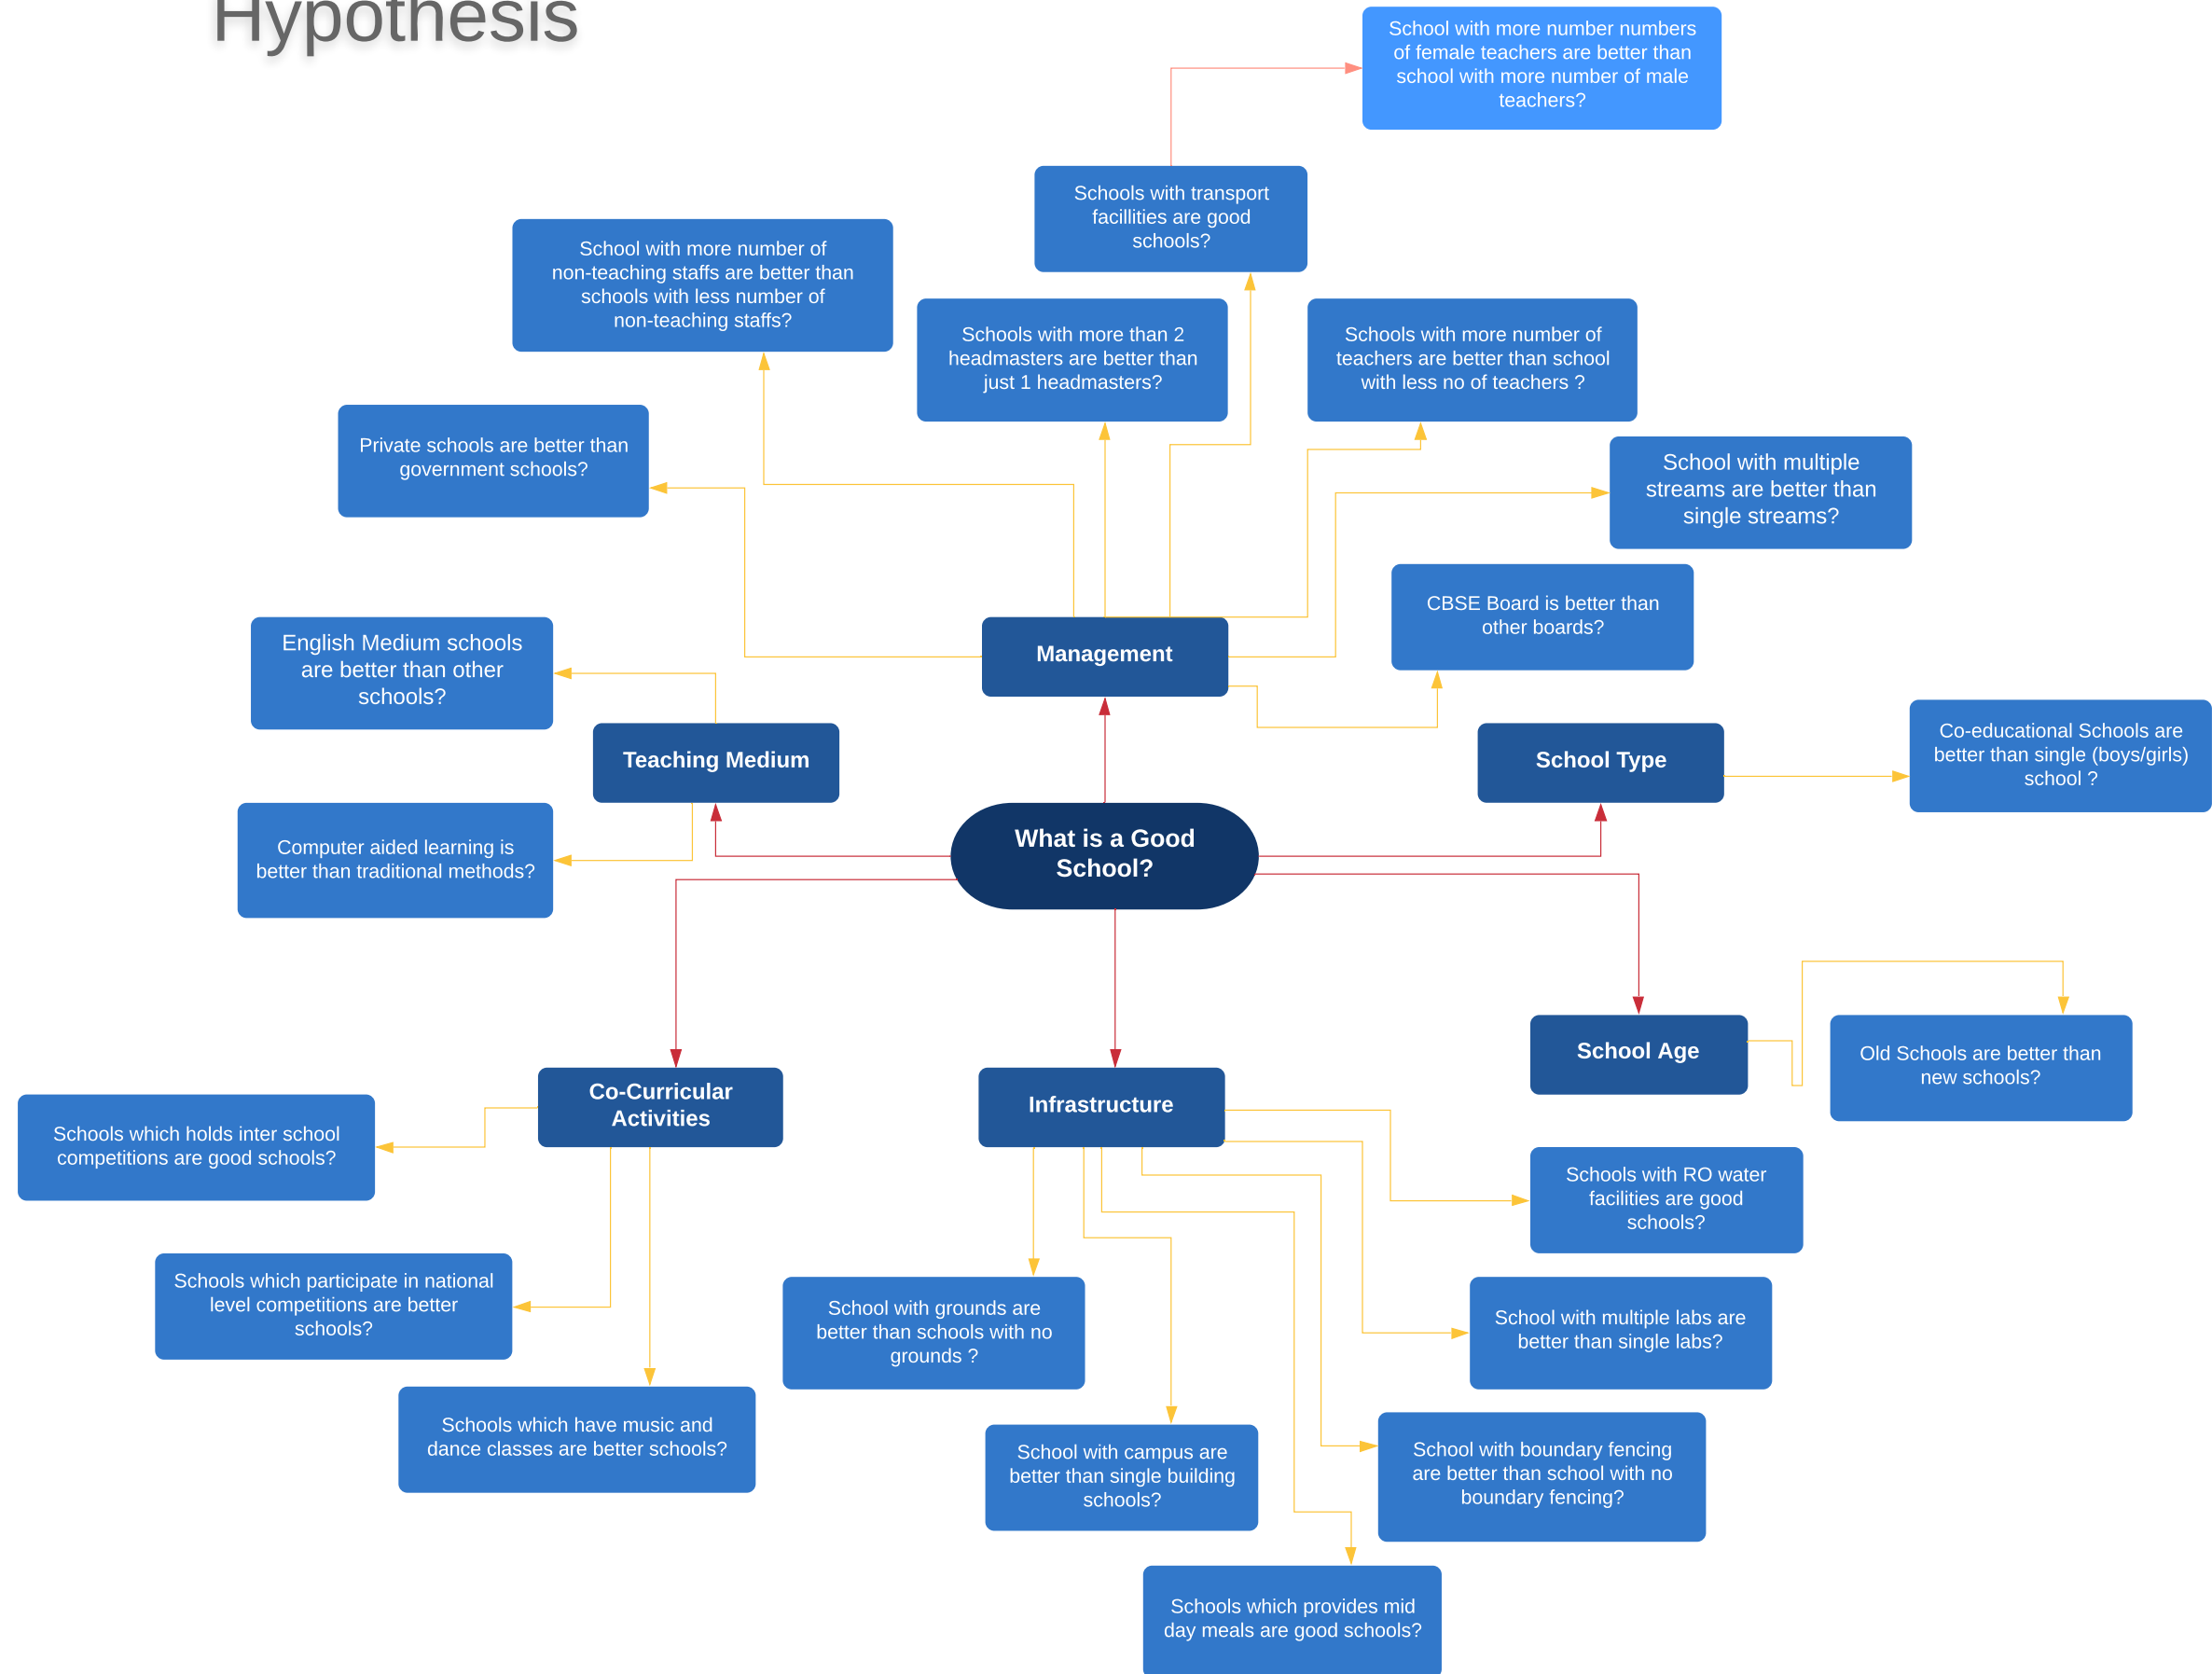 Hypothesis
School with more number numbers
of female teachers are better than
school with more number of male
teachers?
Schools with transport
facillities are good
schools?
School with more number of
non-teaching staffs are better than
schools with less number of
non-teaching staffs?
Schools with more than 2
headmasters are better than
just 1 headmasters?
Schools with more number of
teachers are better than school
with less no of teachers ?
Private schools are better than
government schools?
School with multiple
streams are better than
single streams?
CBSE Board is better than
other boards?
English Medium schools
are better than other
schools?
Management
Teaching Medium
School Type
Co-educational Schools are
better than single (boys/girls)
school ?
Computer aided learning is
better than traditional methods?
What is a Good
School?
School Age
Old Schools are better than
new schools?
Co-Curricular
Activities
Infrastructure
Schools which holds inter school
competitions are good schools?
Schools with RO water
facilities are good
schools?
Schools which participate in national
level competitions are better
schools?
School with grounds are
better than schools with no
grounds ?
School with multiple labs are
better than single labs?
Schools which have music and
dance classes are better schools?
School with campus are
better than single building
schools?
School with boundary fencing
are better than school with no
boundary fencing?
Schools which provides mid
day meals are good schools?